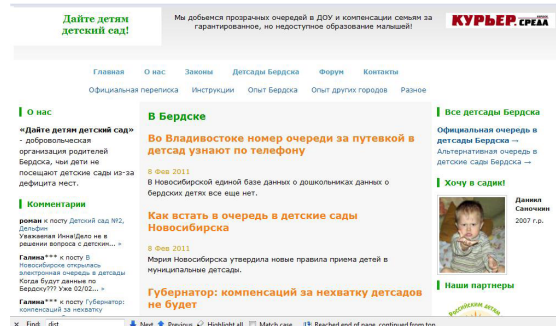 Дайте детям
детский сад!
Мы добьемся прозрачных очередей в ДОУ и компенсации семьям за
гарантированное, но недоступное образование малышей!
КУРЬЕР. СРЕДА
Главная О нас Законы Детсады Бердска Форум Контакты
Официальная переписка Инструкции Опыт Бердска Опыт других городов Разное
О нас
«Дайте детям детский сад»
- добровольческая
организация родителей
Бердска, чьи дети не
посещают детские сады из-за
дефицита мест.
Комментарии
роман к посту Детский сад №2,
Дельфин
Уважаемая Инна!Дело не в
решении вопроса с детским... »
Галина*** к посту В
Новосибирске открылась
электронная очередь в детсады
Когда будут данные по
Бердску??? Уже 02/02... »
Галина*** к посту Губернатор:
компенсаций за нехватку
В Бердске
Во Владивостоке номер очереди за путевкой в
детсад узнают по телефону
8 Фев 2011
В Новосибирской единой базе данных о дошкольниках данных о
бердских детях все еще нет.
Как встать в очередь в детские сады
Новосибирска
8 Фев 2011
Мэрия Новосибирска утвердила новые правила приема детей в
муниципальные детсады.
Губернатор: компенсаций за нехватку детсадов
не будет
Все детсады Бердска
Официальная очередь в
детсады Бердска →
Альтернативная очередь в
детские сады Бердска →
Хочу в садик!
Даниил
Саночкин
2007 г.р.
Наши партнеры
России детям
× Find: dist Next Previous Highlight all Match case Reached end of page, continued from top